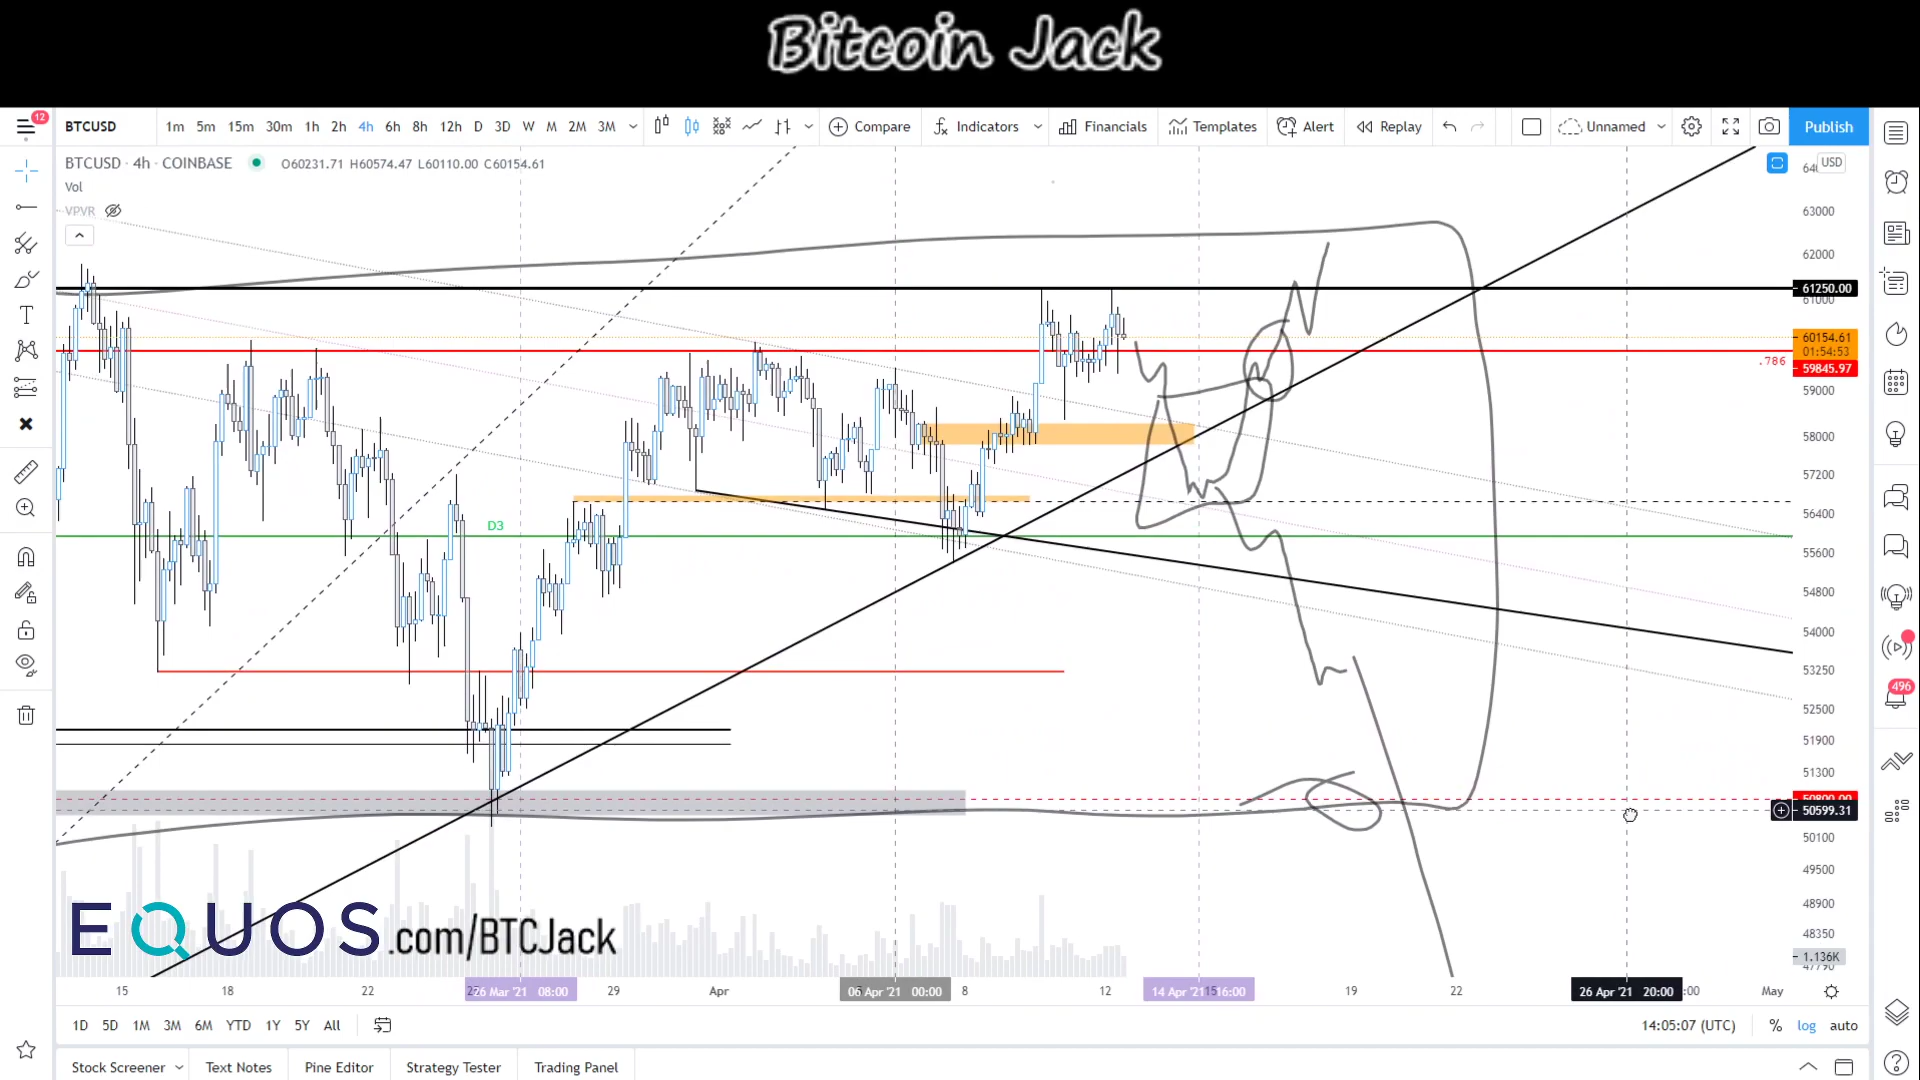 Bitcoin Jack
12
BTCUSD 1m 5m 15m 30m 1h 2h 4h 6h 8h 12h D 3D W M 2M 3M Compare Indicators Financials Templates Alert Replay Unnamed Publish
BTCUSD · 4h · COINBASE O60231.71 H60574.47 L60110.00 C60154.61
USD
Vol
VPVR
63000
62000
61250.00
61000
60154.61
01:54:53
.786
59845.97
59000
58000
57200
56400
D3
55600
54800
54000
53250
496
52500
51900
51300
50800.00
50599.31
50100
49500
48900
48350
EQUOS.com/BTCJack
1.136K
47790
15 18 22 26 Mar '21 08:00 29 Apr 06 Apr '21 00:00 8 12 14 Apr '21 16:00 19 22 26 Apr '21 20:00 :00 May
1D 5D 1M 3M 6M YTD 1Y 5Y All 14:05:07 (UTC) % log auto
Stock Screener Text Notes Pine Editor Strategy Tester Trading Panel